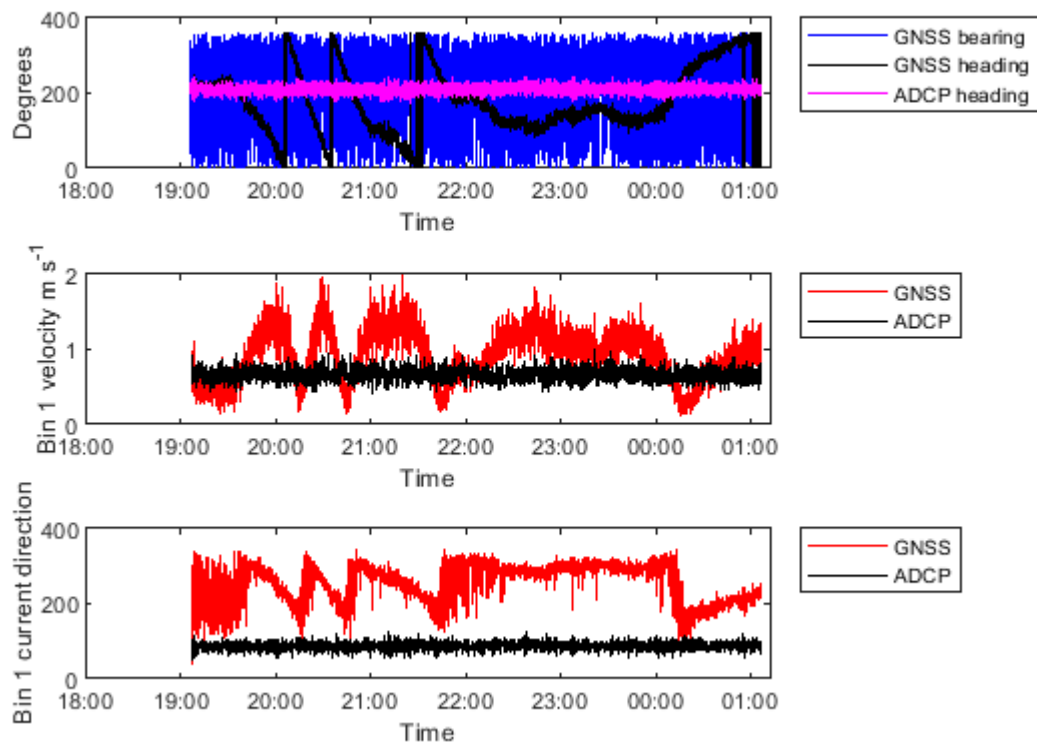 400
200
0
Degrees
18:00 19:00 20:00 21:00 22:00 23:00 00:00 01:00
Time
GNSS bearing
GNSS heading
ADCP heading
2
1
0
Bin 1 velocity m s⁻¹
18:00 19:00 20:00 21:00 22:00 23:00 00:00 01:00
Time
GNSS
ADCP
400
200
0
Bin 1 current direction
18:00 19:00 20:00 21:00 22:00 23:00 00:00 01:00
Time
GNSS
ADCP